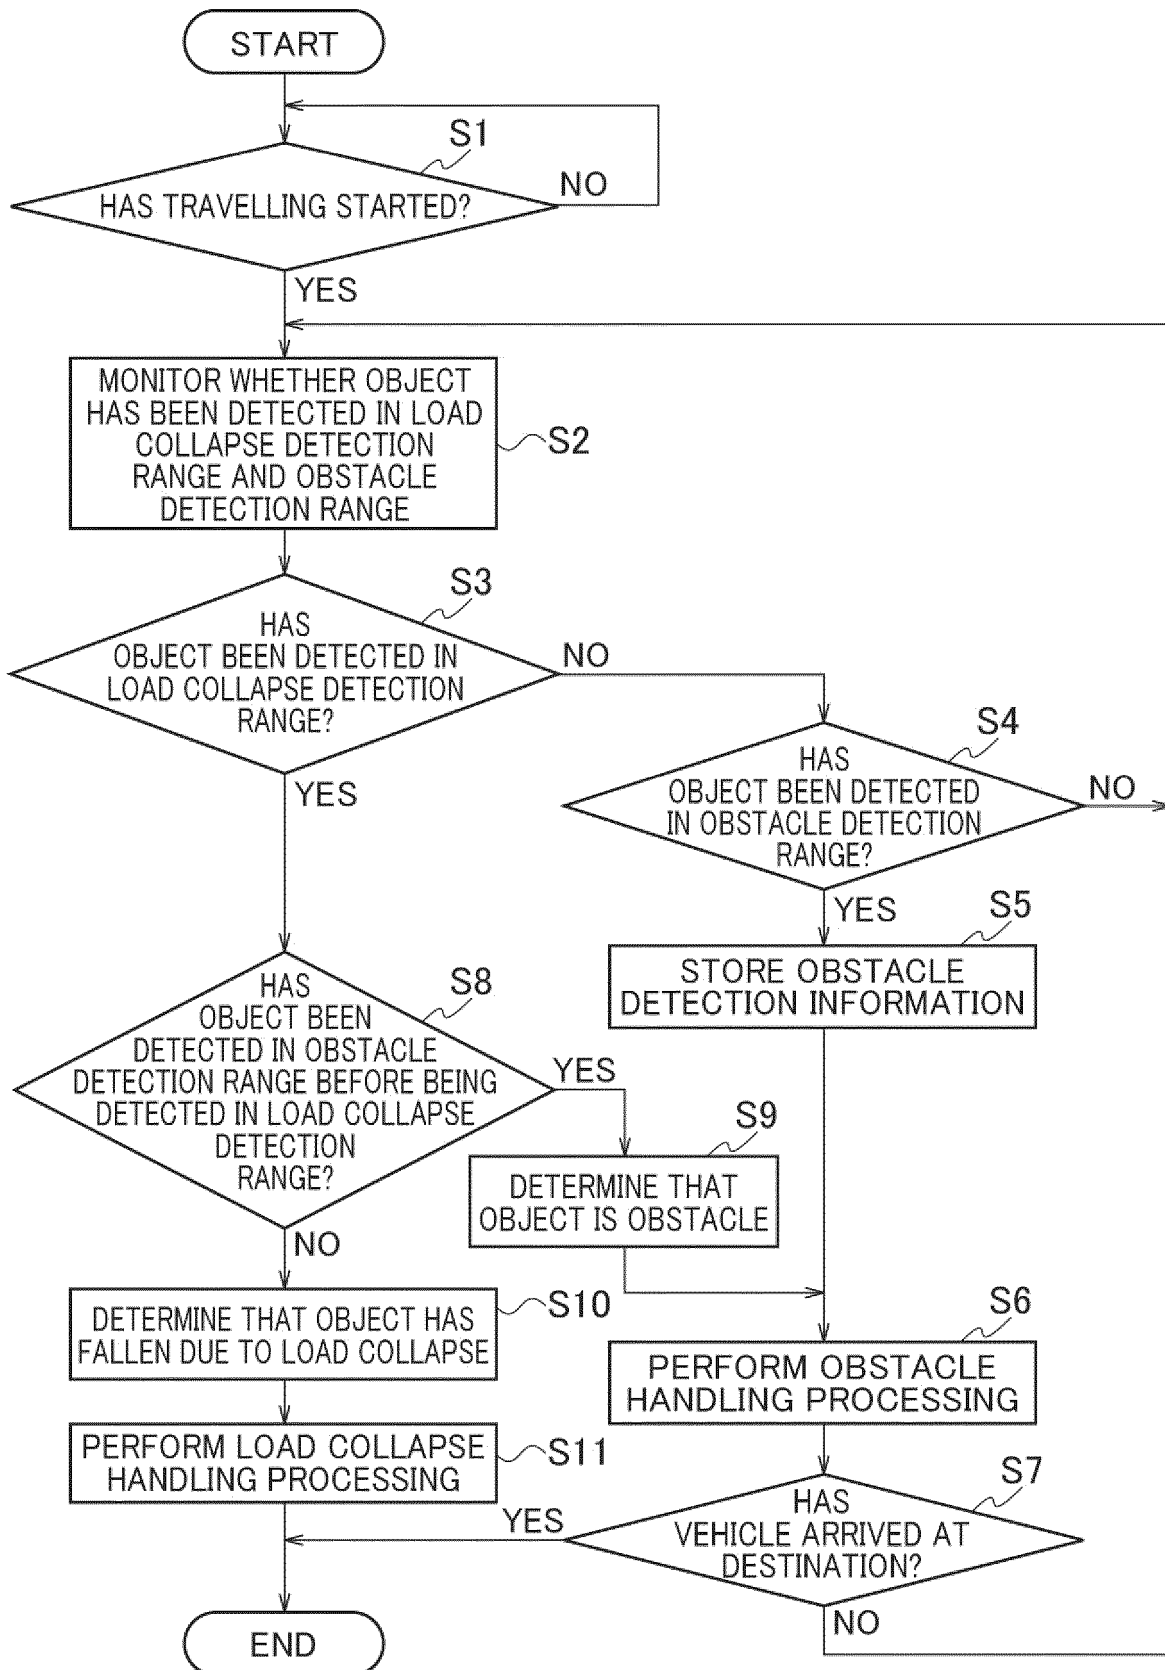 START
S1
HAS TRAVELLING STARTED?
NO
YES
MONITOR WHETHER OBJECT
HAS BEEN DETECTED IN LOAD
COLLAPSE DETECTION
RANGE AND OBSTACLE
DETECTION RANGE
S2
S3
HAS
OBJECT BEEN DETECTED IN
LOAD COLLAPSE DETECTION
RANGE?
NO
YES
S4
HAS
OBJECT BEEN DETECTED
IN OBSTACLE DETECTION
RANGE?
NO
YES
S5
STORE OBSTACLE
DETECTION INFORMATION
S8
HAS
OBJECT BEEN
DETECTED IN OBSTACLE
DETECTION RANGE BEFORE BEING
DETECTED IN LOAD COLLAPSE
DETECTION
RANGE?
YES
NO
S9
DETERMINE THAT
OBJECT IS OBSTACLE
DETERMINE THAT OBJECT HAS
FALLEN DUE TO LOAD COLLAPSE
S10
S6
PERFORM OBSTACLE
HANDLING PROCESSING
PERFORM LOAD COLLAPSE
HANDLING PROCESSING
S11
S7
HAS
VEHICLE ARRIVED AT
DESTINATION?
YES
NO
END